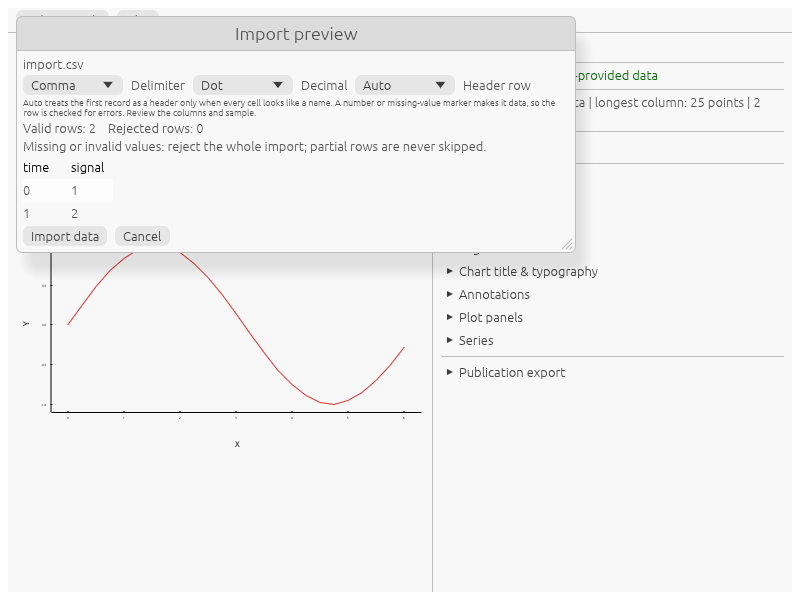 Import preview
import.csv
Comma Delimiter Dot Decimal Auto Header row
Auto treats the first record as a header only when every cell looks like a name. A number or missing-value marker makes it data, so the
row is checked for errors. Review the columns and sample.
Valid rows: 2 Rejected rows: 0
Missing or invalid values: reject the whole import; partial rows are never skipped.
time signal
0 1
1 2
Import data Cancel
-provided data
ta | longest column: 25 points | 2
Chart title & typography
Annotations
Plot panels
Series
Publication export
Y
X